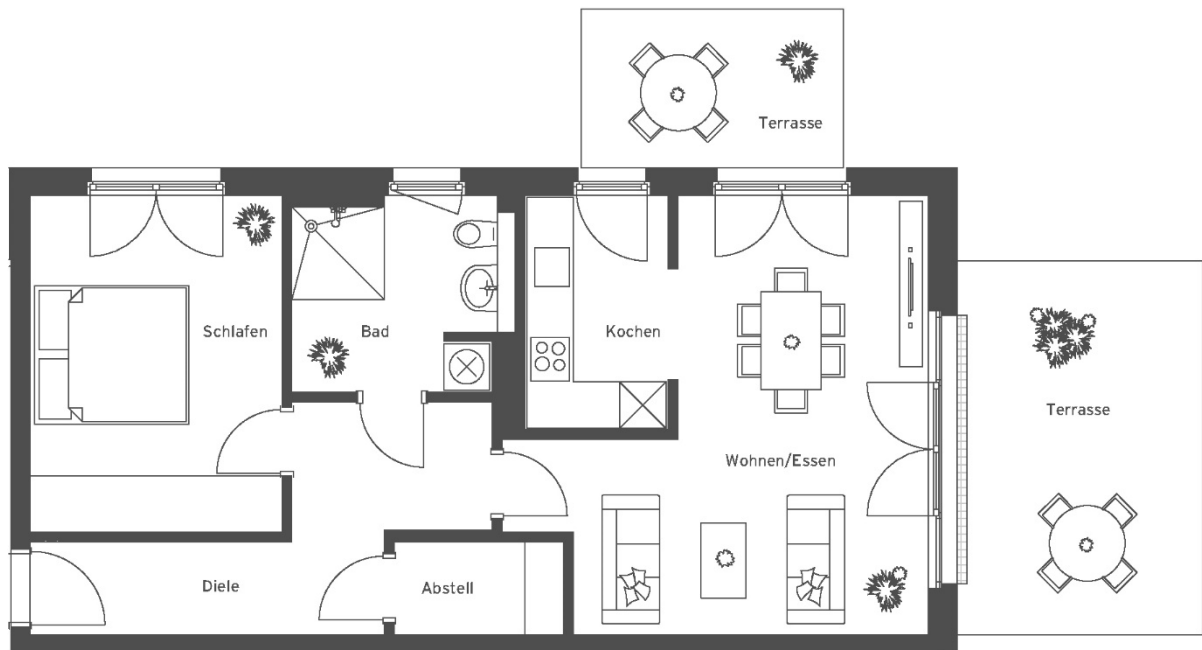 Terrasse
Schlafen
Bad
Kochen
Terrasse
Wohnen/Essen
Diele
Abstell